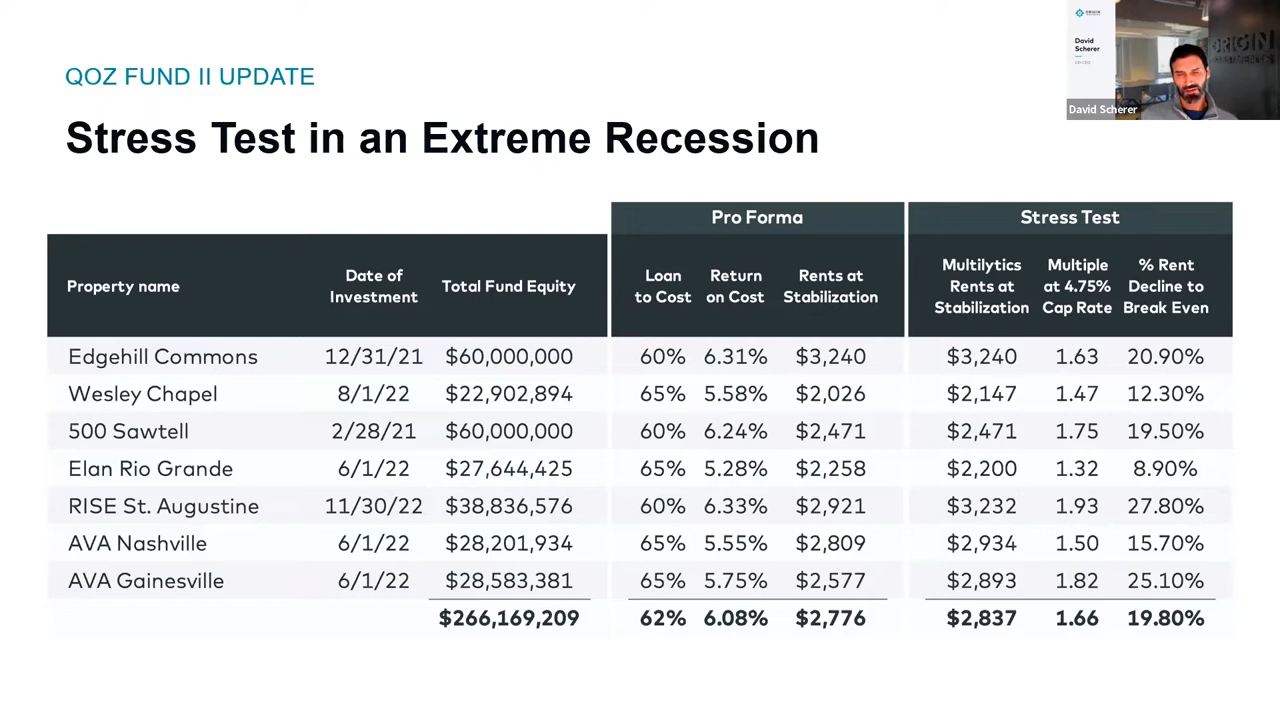 ORIGIN
David
Scherer
CO-CEO
ORIGIN
David Scherer
QOZ FUND II UPDATE
Stress Test in an Extreme Recession
Pro Forma Stress Test
Property name Date of Investment Total Fund Equity Loan to Cost Return on Cost Rents at Stabilization Multilytics Rents at Stabilization Multiple at 4.75% Cap Rate % Rent Decline to Break Even
Edgehill Commons 12/31/21 $60,000,000 60% 6.31% $3,240 $3,240 1.63 20.90%
Wesley Chapel 8/1/22 $22,902,894 65% 5.58% $2,026 $2,147 1.47 12.30%
500 Sawtell 2/28/21 $60,000,000 60% 6.24% $2,471 $2,471 1.75 19.50%
Elan Rio Grande 6/1/22 $27,644,425 65% 5.28% $2,258 $2,200 1.32 8.90%
RISE St. Augustine 11/30/22 $38,836,576 60% 6.33% $2,921 $3,232 1.93 27.80%
AVA Nashville 6/1/22 $28,201,934 65% 5.55% $2,809 $2,934 1.50 15.70%
AVA Gainesville 6/1/22 $28,583,381 65% 5.75% $2,577 $2,893 1.82 25.10%
$266,169,209 62% 6.08% $2,776 $2,837 1.66 19.80%